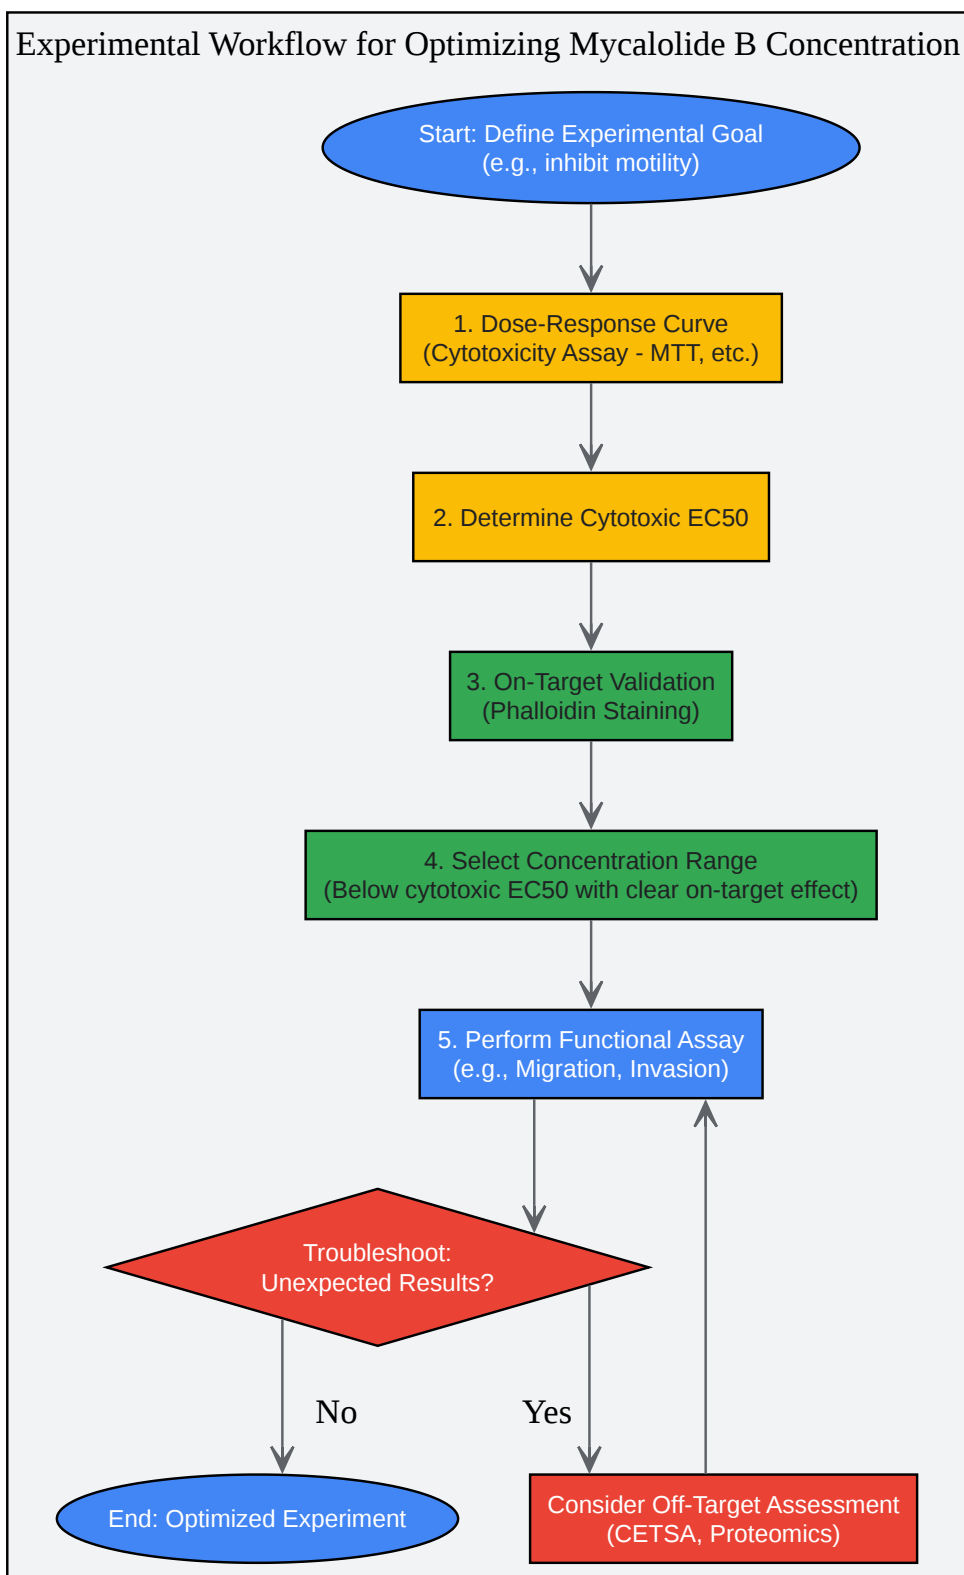 Experimental Workflow for Optimizing Mycalolide B Concentration
Start: Define Experimental Goal
(e.g., inhibit motility)
1. Dose-Response Curve
(Cytotoxicity Assay - MTT, etc.)
2. Determine Cytotoxic EC50
3. On-Target Validation
(Phalloidin Staining)
4. Select Concentration Range
(Below cytotoxic EC50 with clear on-target effect)
5. Perform Functional Assay
(e.g., Migration, Invasion)
Troubleshoot:
Unexpected Results?
No
Yes
End: Optimized Experiment
Consider Off-Target Assessment
(CETSA, Proteomics)